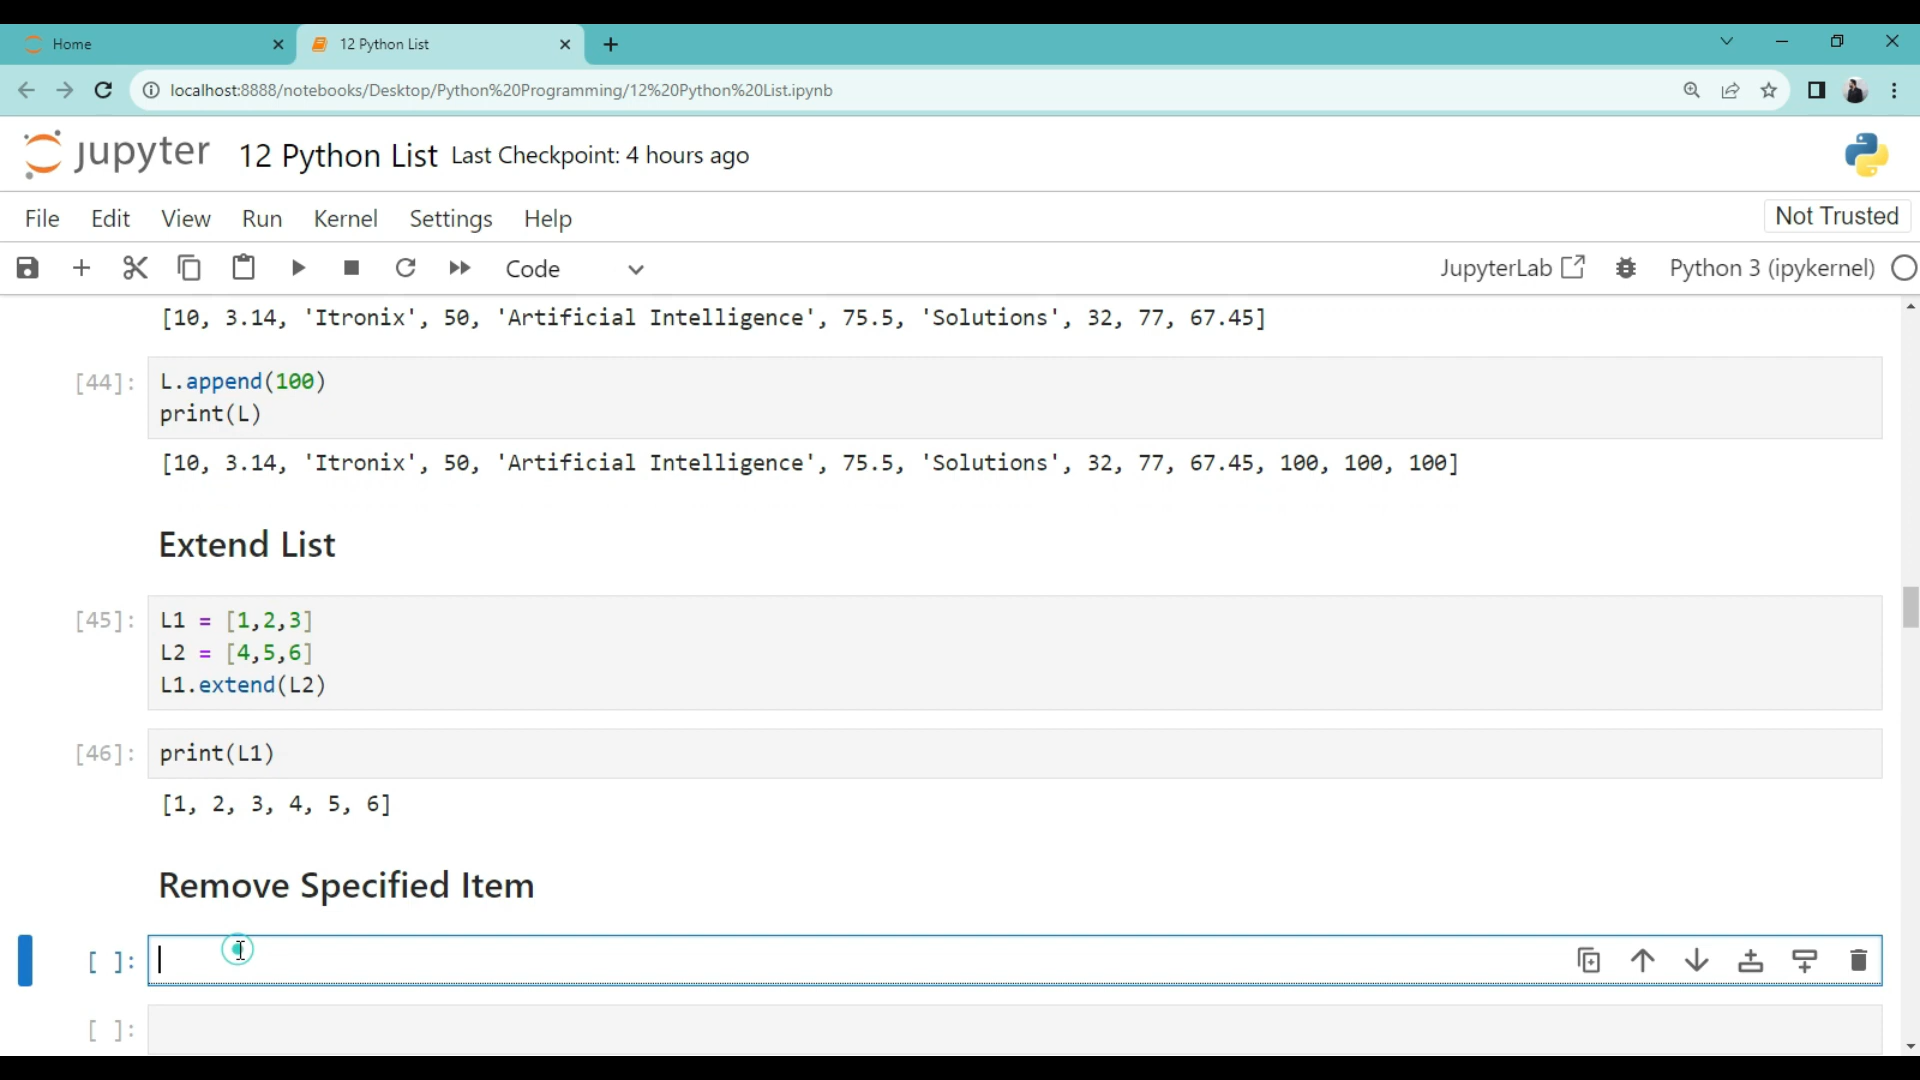 Home
12 Python List
localhost:8888/notebooks/Desktop/Python%20Programming/12%20Python%20List.ipynb
jupyter 12 Python List Last Checkpoint: 4 hours ago
File Edit View Run Kernel Settings Help Not Trusted
Code JupyterLab Python 3 (ipykernel)
[10, 3.14, 'Itronix', 50, 'Artificial Intelligence', 75.5, 'Solutions', 32, 77, 67.45]
[44]: L.append(100)
print(L)
[10, 3.14, 'Itronix', 50, 'Artificial Intelligence', 75.5, 'Solutions', 32, 77, 67.45, 100, 100, 100]
Extend List
[45]: L1 = [1,2,3]
L2 = [4,5,6]
L1.extend(L2)
[46]: print(L1)
[1, 2, 3, 4, 5, 6]
Remove Specified Item
[ ]:
[ ]: